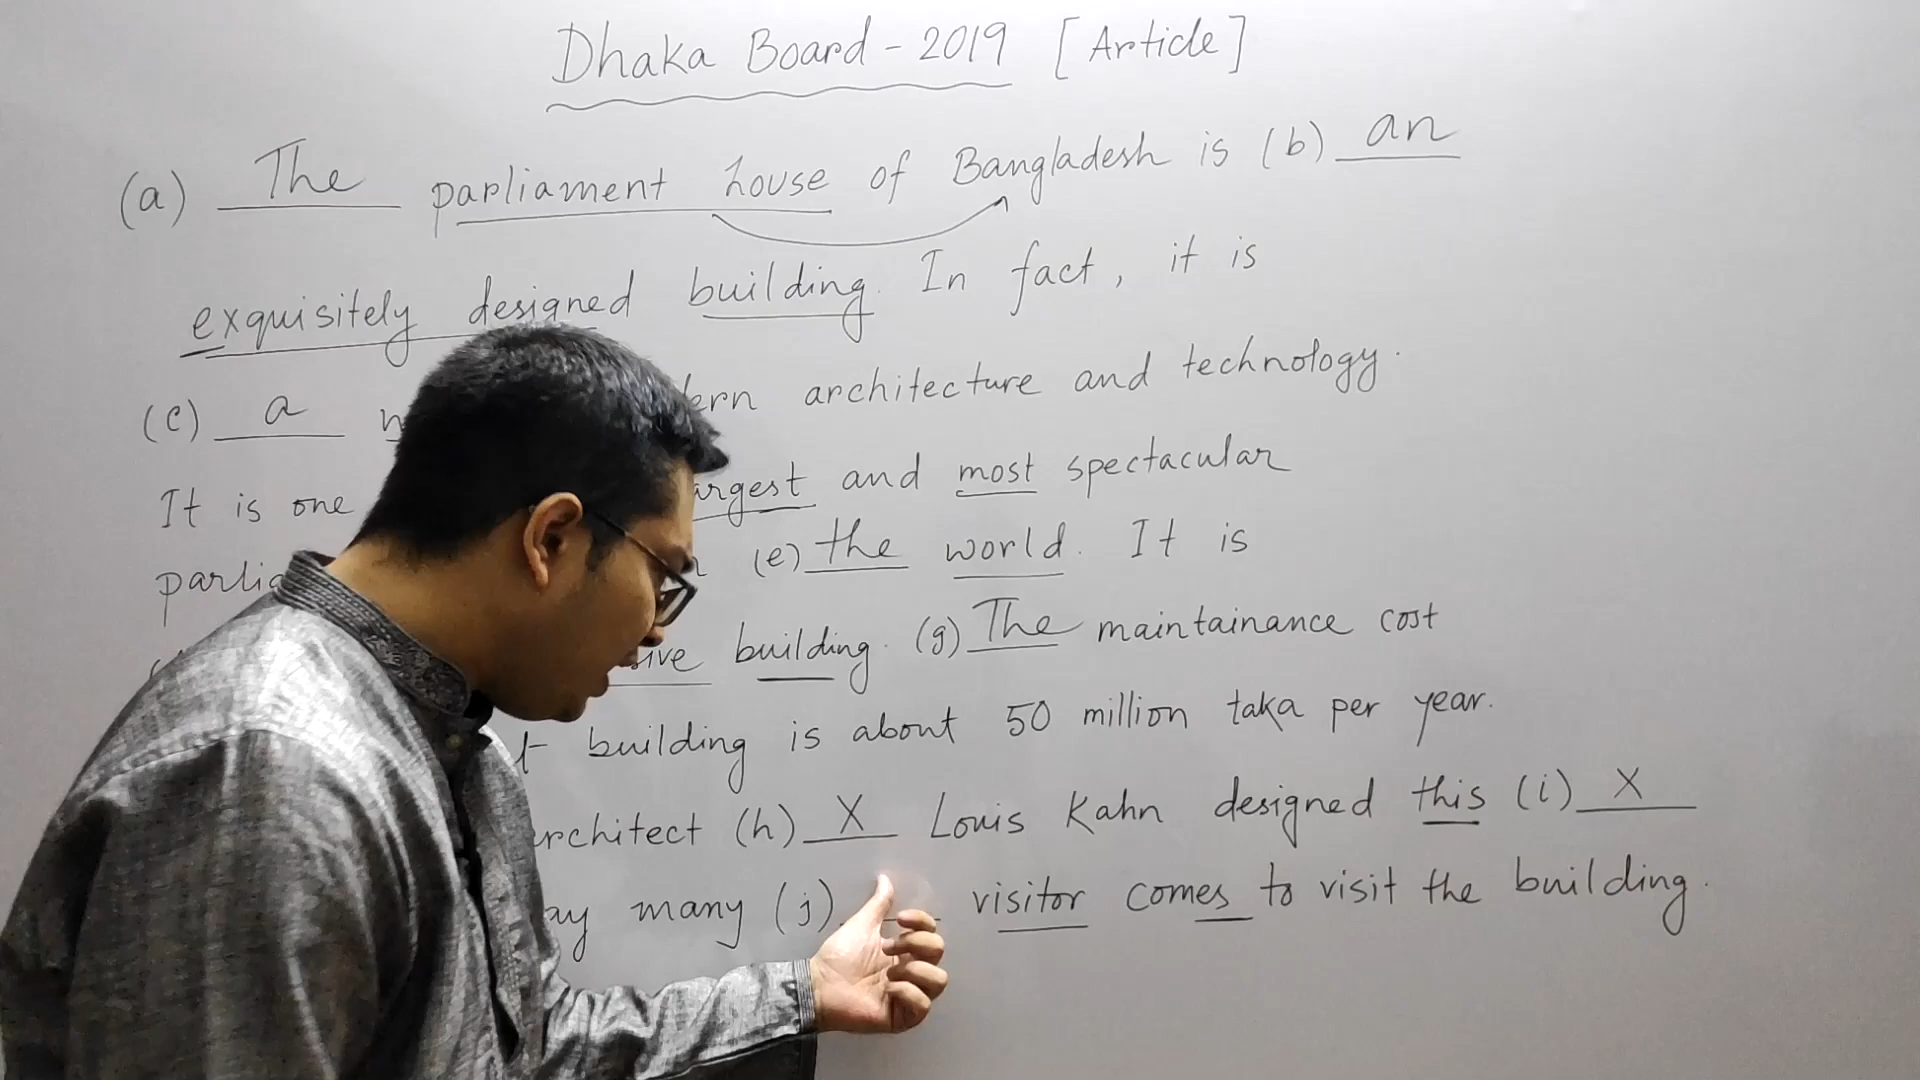 Dhaka Board - 2019 [Article]
(a) The parliament house of Bangladesh is (b) an
exquisitely designed building. In fact, it is
(c) a architecture and technology.
It is one and most spectacular
(e) the world. It is
building. (g) The maintainance cost
building is about 50 million taka per year.
(h) X Louis Kahn designed this (i) X
many (j) visitor comes to visit the building.